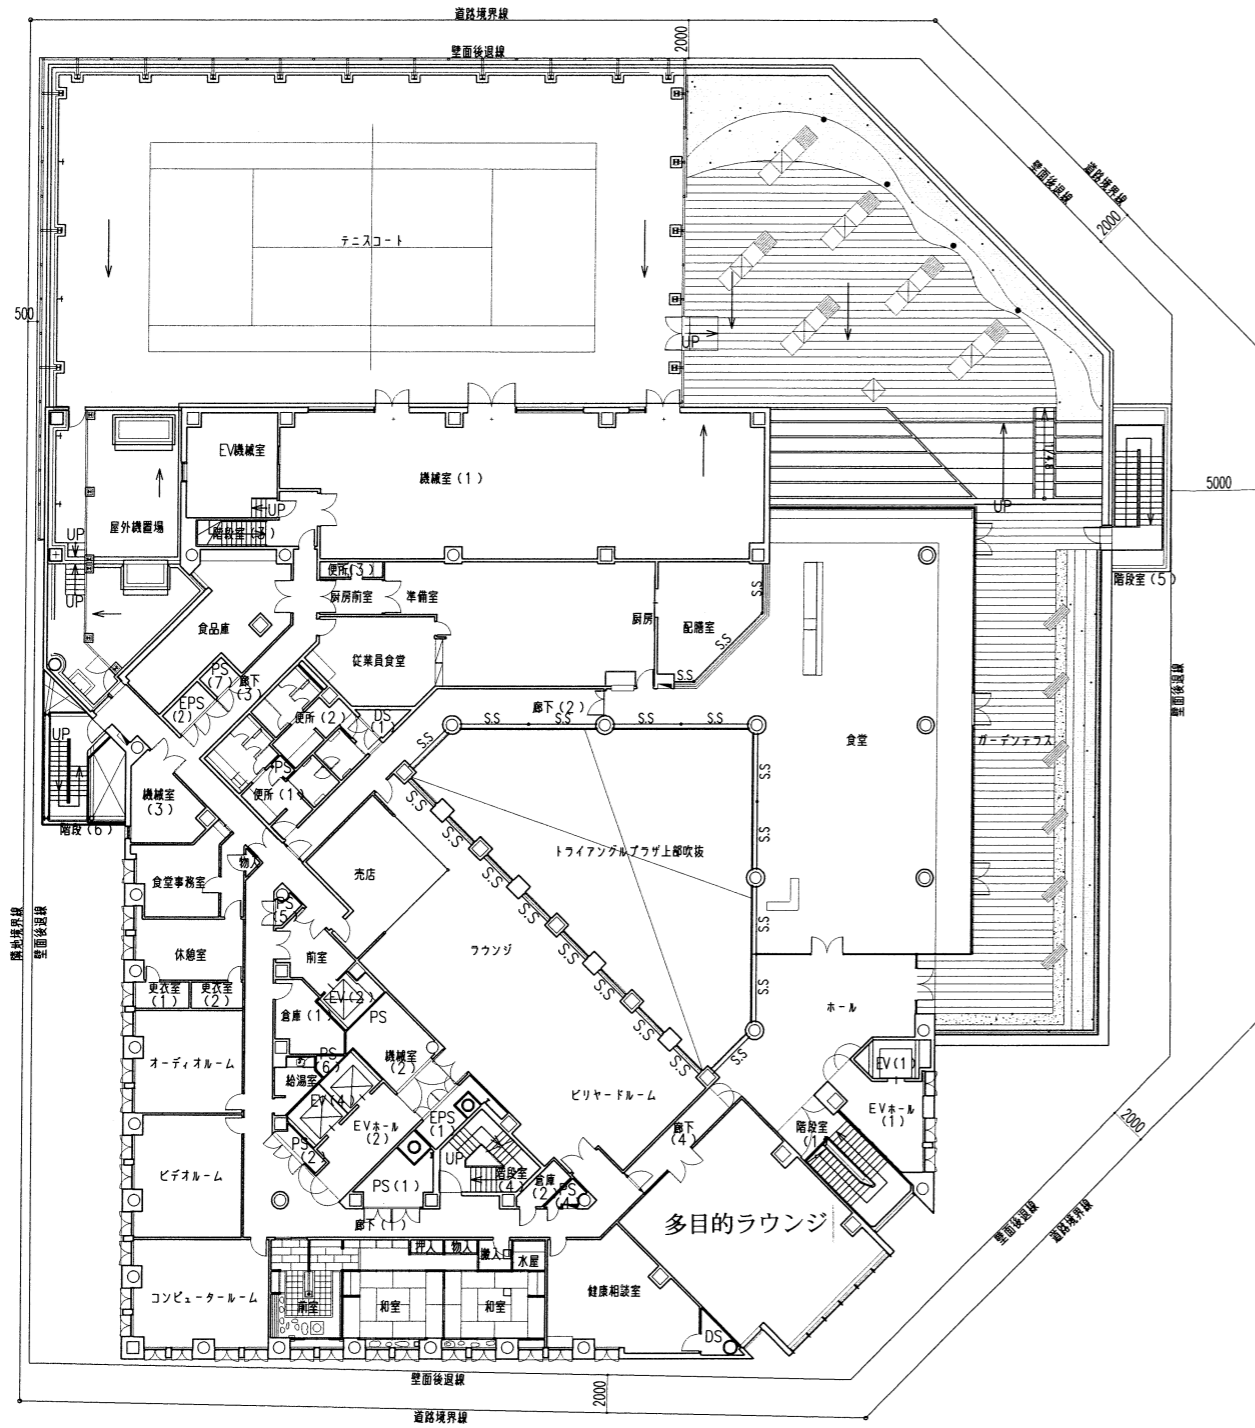 道路境界線
2000
壁面後退線
壁面後退線
道路境界線
2000
テニスコート
500
UP
5000
EV機械室
機械室(1)
屋外機置場
UP
階段室(3)
UP
UP
1/4.8
UP
階段室(5)
便所(3)
厨房前室
準備室
厨房
配膳室
S.S
S.S
S.S
食品庫
従業員食堂
PS
(7)
廊下
(3)
EPS
(2)
便所(2)
DS
(1)
廊下(2)
S.S
S.S
S.S
S.S
S.S
食堂
ガーデンテラス
壁面後退線
UP
階段(6)
機械室
(3)
PS
便所(1)
S.S
S.S
S.S
S.S
S.S
S.S
S.S
S.S
S.S
S.S
S.S
S.S
S.S
S.S
トライアングルプラザ上部吹抜
物入
売店
食堂事務室
PS
(5)
ラウンジ
隣地境界線
壁面後退線
休憩室
前室
更衣室
(1)
更衣室
(2)
EV(2)
PS
倉庫(1)
ホール
オーディオルーム
機械室
(2)
PS
(6)
給湯室
EV(4)
EV(1)
ビリヤードルーム
EVホール
(2)
EPS
(1)
廊下
(4)
階段室
(1)
EVホール
(1)
2000
PS
(2)
UP
階段室
(4)
倉庫
(2)
PS
(4)
ビデオルーム
PS(1)
廊下(1)
多目的ラウンジ
壁面後退線
道路境界線
押入
物入
搬入口
水屋
コンピュータールーム
前室
和室
和室
健康相談室
DS
壁面後退線
2000
道路境界線